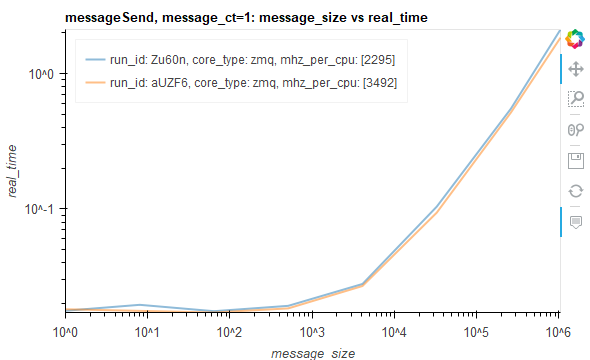 messageSend, message_ct=1: message_size vs real_time
run_id: Zu60n, core_type: zmq, mhz_per_cpu: [2295]
run_id: aUZF6, core_type: zmq, mhz_per_cpu: [3492]
10^0
10^-1
real_time
10^0 10^1 10^2 10^3 10^4 10^5 10^6
message_size